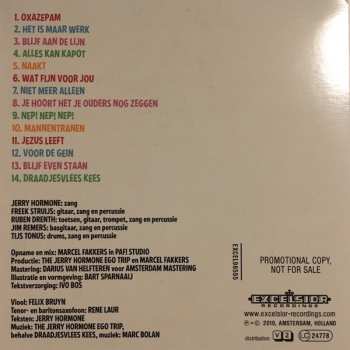 1. OXAZEPAM
2. HET IS MAAR WERK
3. BLIJF AAN DE LIJN
4. ALLES KAN KAPOT
5. NAAKT
6. WAT FIJN VOOR JOU
7. NIET MEER ALLEEN
8. JE HOORT HET JE OUDERS NOG ZEGGEN
9. NEP! NEP! NEP!
10. MANNENTRANEN
11. JEZUS LEEFT
12. VOOR DE GEIN
13. BLIJF EVEN STAAN
14. DRAADJESVLEES KEES
JERRY HORMONE: zang
FREEK STRUIJS: gitaar, zang en percussie
RUBEN DRENTH: toetsen, gitaar, trompet, zang en percussie
JIM REMERS: basgitaar, zang en percussie
TIJS TONUS: drums, zang en percussie
Opname en mix: MARCEL FAKKERS in PAF! STUDIO
Productie: THE JERRY HORMONE EGO TRIP en MARCEL FAKKERS
Mastering: DARIUS VAN HELFTEREN voor AMSTERDAM MASTERING
Illustratie en vormgeving: BART SPARNAAIJ
Tekstverzorging: IVO BOS
Viool: FELIX BRUYN
Tenor- en baritonsaxofoon: RENE LAUR
Teksten: JERRY HORMONE
Muziek: THE JERRY HORMONE EGO TRIP,
behalve DRAADJESVLEES KEES, muziek: MARC BOLAN
EXCEL96595
PROMOTIONAL COPY,
NOT FOR SALE
EXCELSIOR
RECORDINGS
www.excelsior-recordings.com
℗ + © 2019, AMSTERDAM, HOLLAND
distribution
LC 24778